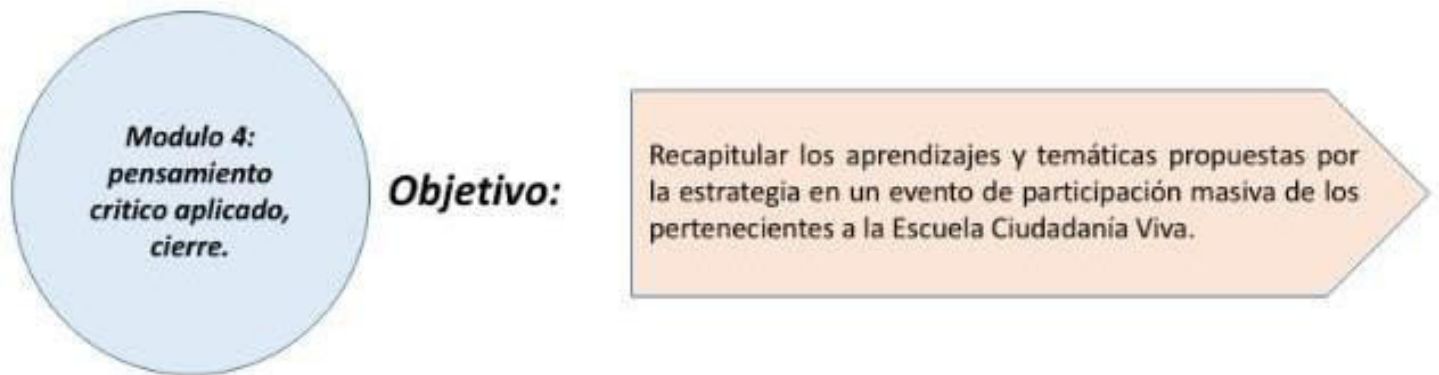 Modulo 4:
pensamiento
critico aplicado,
cierre.
Objetivo:
Recapitular los aprendizajes y temáticas propuestas por
la estrategia en un evento de participación masiva de los
pertenecientes a la Escuela Ciudadanía Viva.